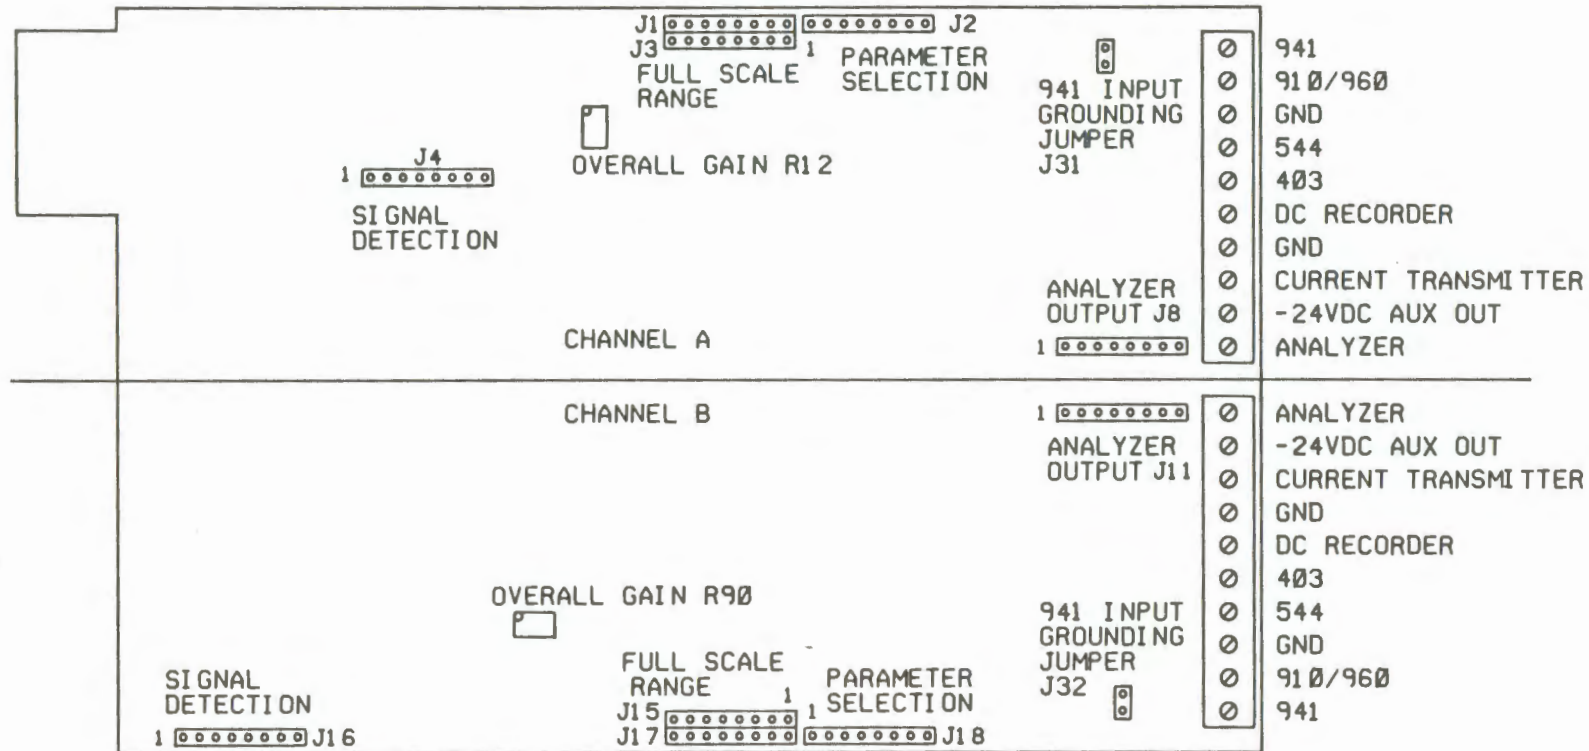 J1
J2
J3
1
FULL SCALE
RANGE
PARAMETER
SELECTION
941 INPUT
GROUNDING
JUMPER
J31
OVERALL GAIN R12
J4
1
SIGNAL
DETECTION
ANALYZER
OUTPUT J8
1
CHANNEL A
941
910/960
GND
544
403
DC RECORDER
GND
CURRENT TRANSMITTER
-24VDC AUX OUT
ANALYZER
CHANNEL B
1
ANALYZER
OUTPUT J11
ANALYZER
-24VDC AUX OUT
CURRENT TRANSMITTER
GND
DC RECORDER
403
544
GND
910/960
941
OVERALL GAIN R90
941 INPUT
GROUNDING
JUMPER
J32
FULL SCALE
RANGE
1
PARAMETER
SELECTION
J15
1
J17
J18
SIGNAL
DETECTION
1
J16